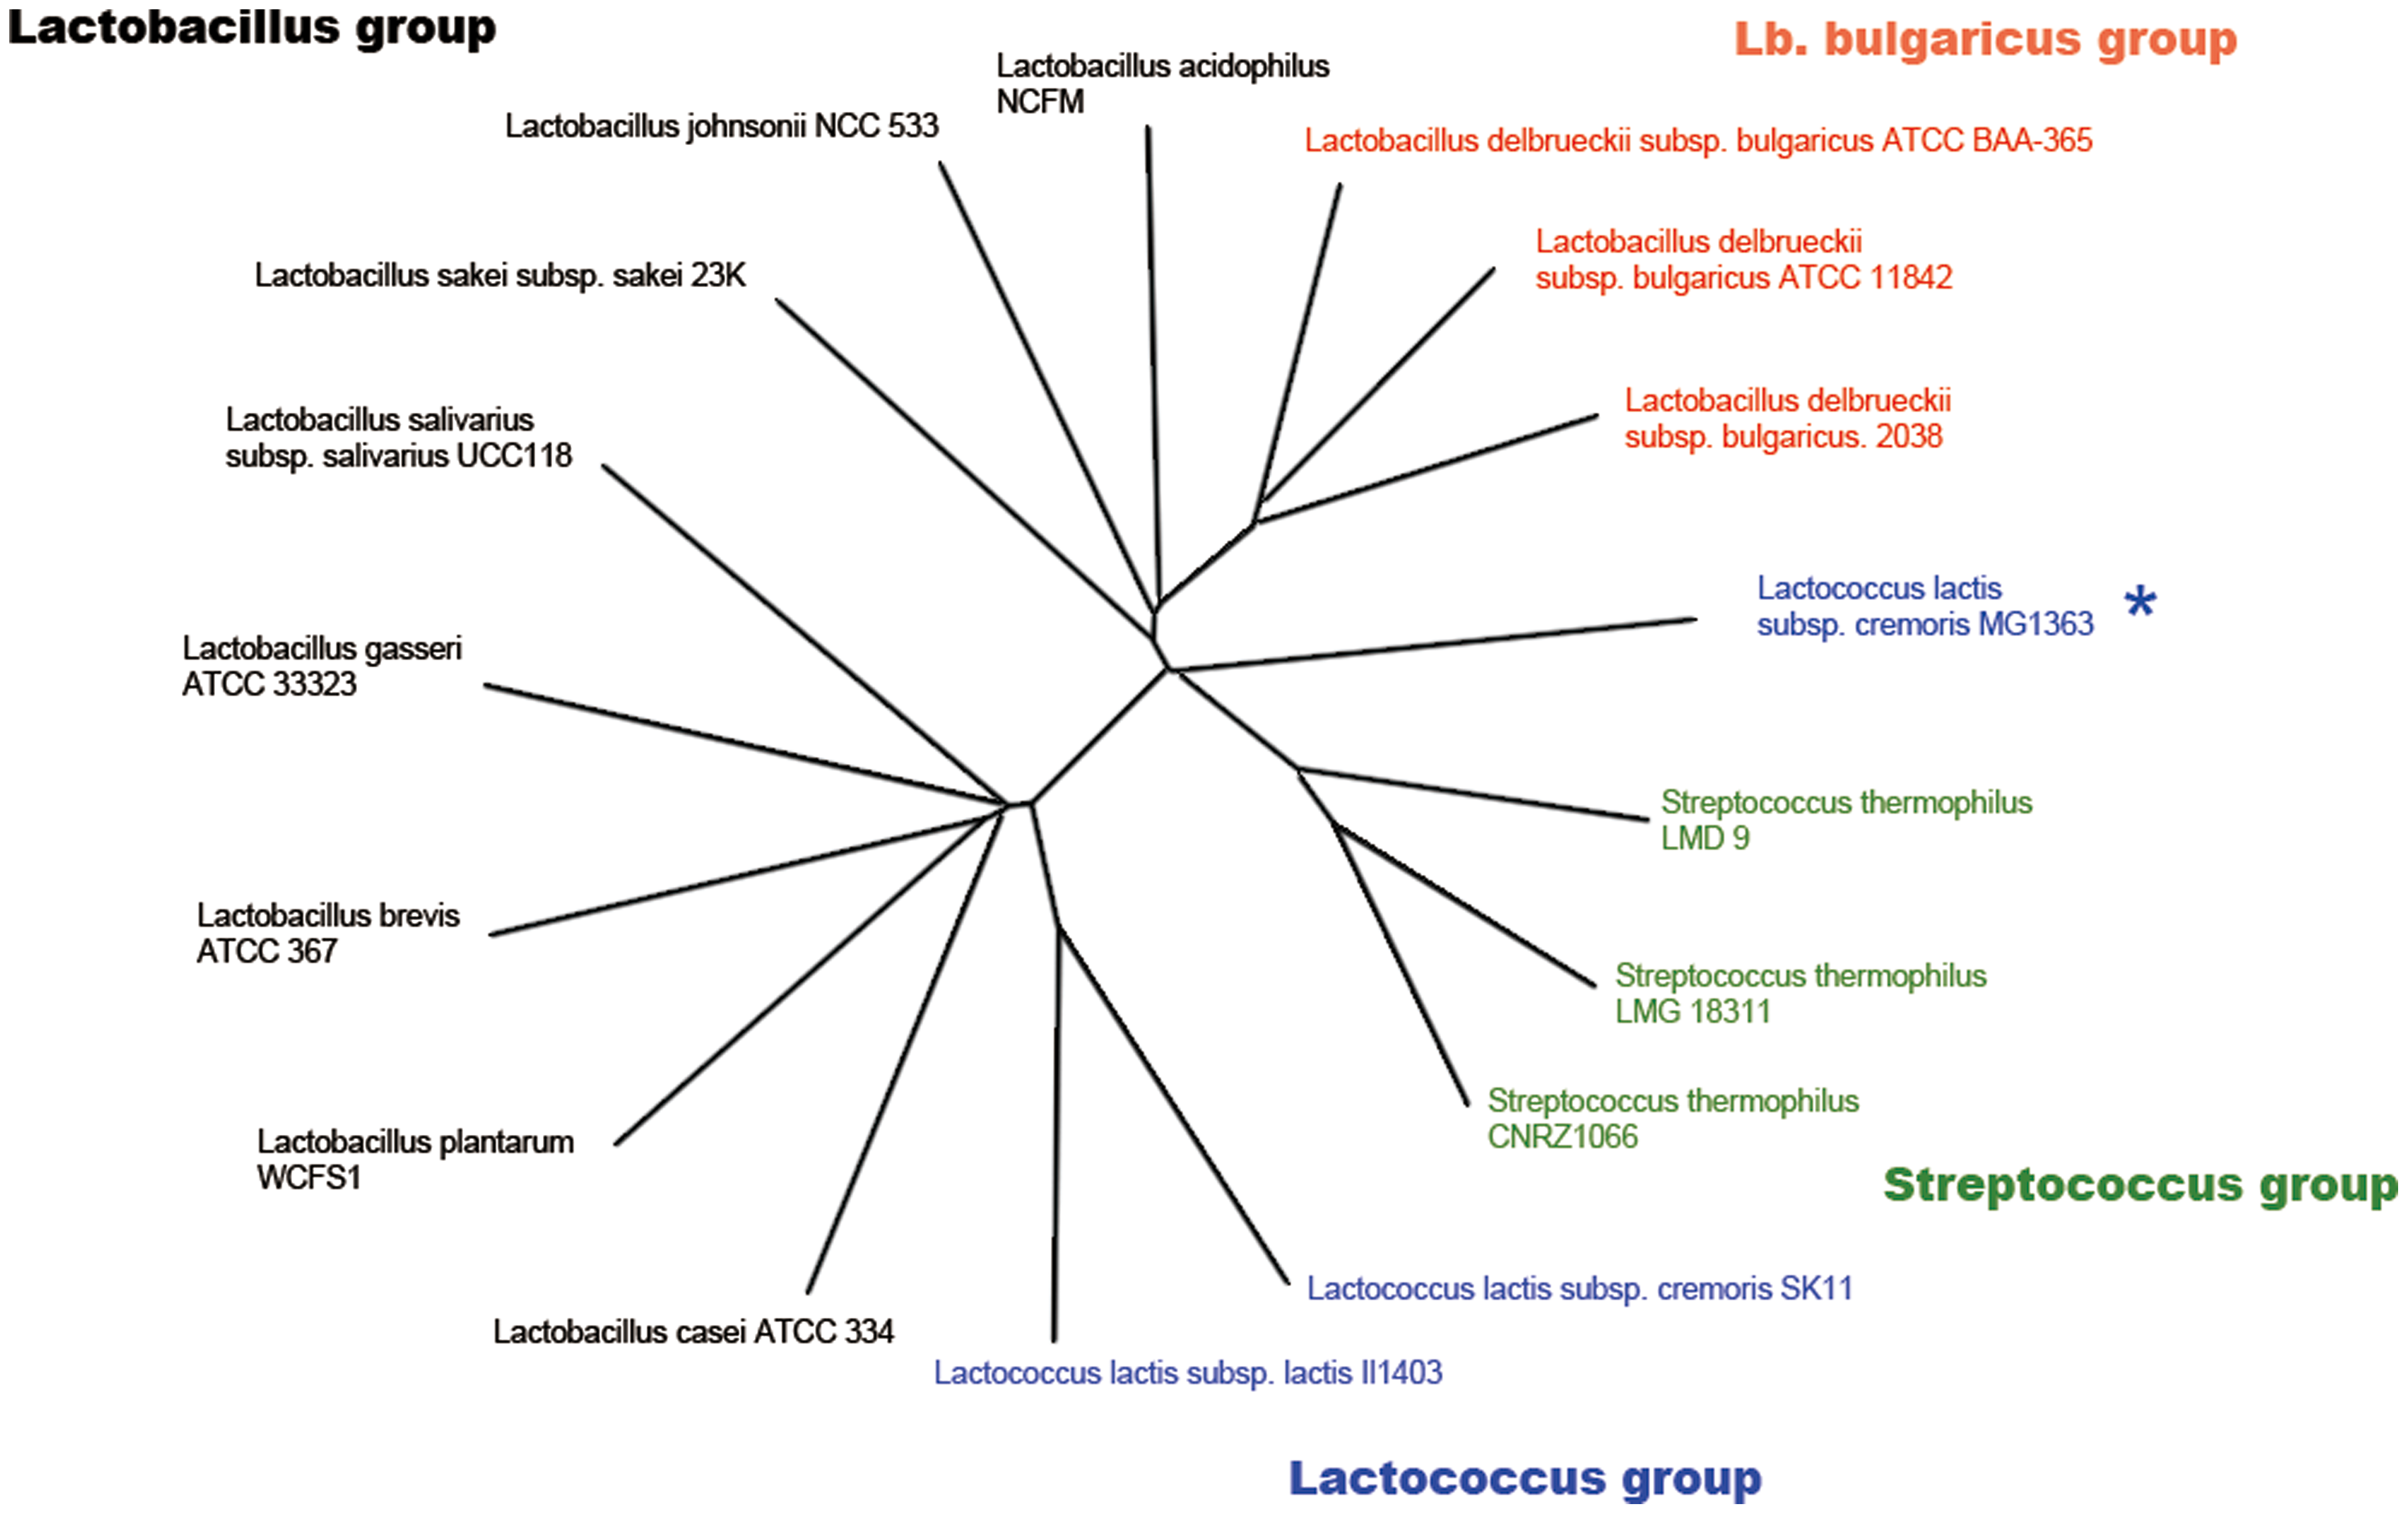 Lactobacillus group
Lb. bulgaricus group
Lactobacillus acidophilus
NCFM
Lactobacillus johnsonii NCC 533
Lactobacillus delbrueckii subsp. bulgaricus ATCC BAA-365
Lactobacillus delbrueckii
subsp. bulgaricus ATCC 11842
Lactobacillus sakei subsp. sakei 23K
Lactobacillus delbrueckii
subsp. bulgaricus. 2038
Lactobacillus salivarius
subsp. salivarius UCC118
Lactococcus lactis
subsp. cremoris MG1363 *
Lactobacillus gasseri
ATCC 33323
Streptococcus thermophilus
LMD 9
Lactobacillus brevis
ATCC 367
Streptococcus thermophilus
LMG 18311
Streptococcus thermophilus
CNRZ1066
Lactobacillus plantarum
WCFS1
Streptococcus group
Lactococcus lactis subsp. cremoris SK11
Lactobacillus casei ATCC 334
Lactococcus lactis subsp. lactis Il1403
Lactococcus group